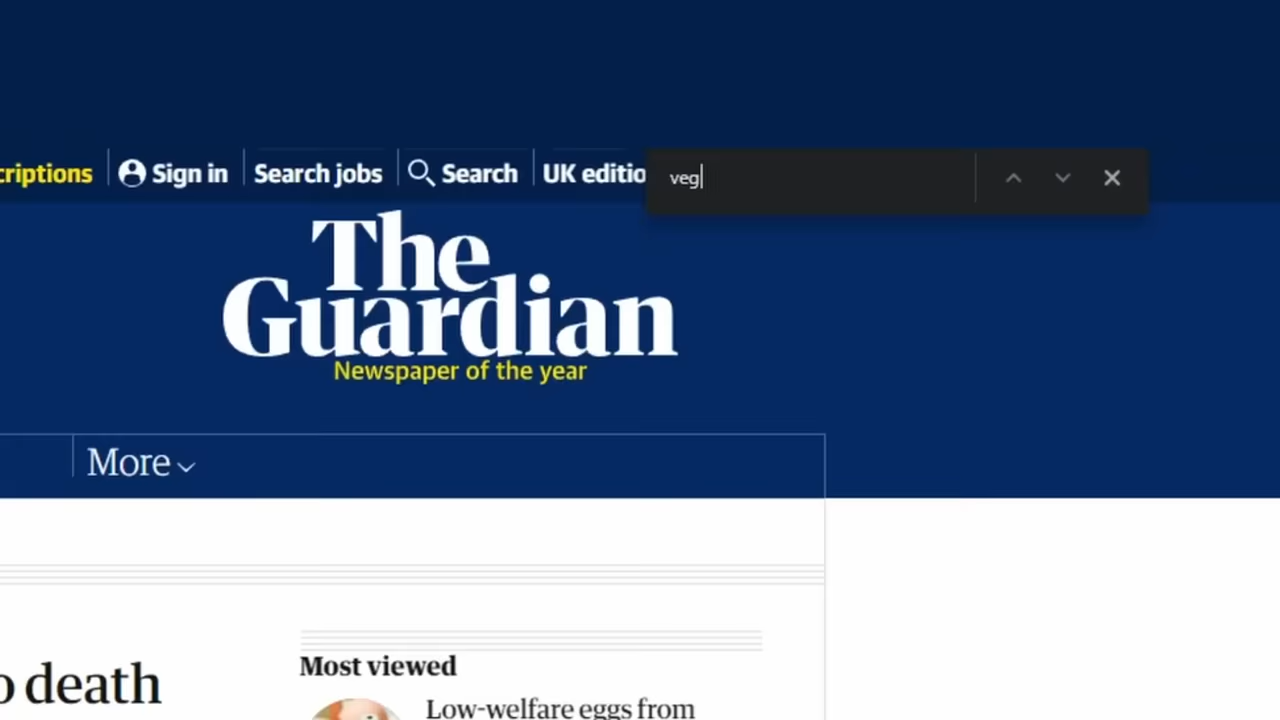 criptions Sign in Search jobs Search UK editio
veg
The
Guardian
Newspaper of the year
More
o death
Most viewed
Low-welfare eggs from